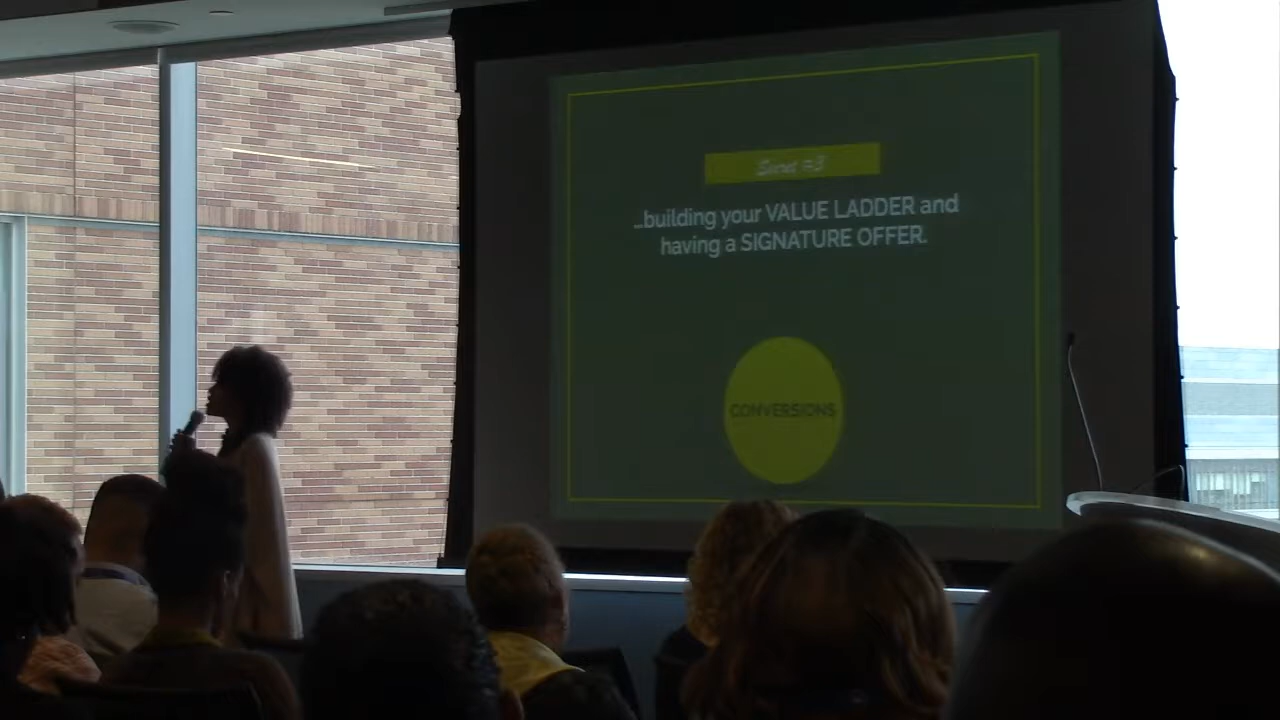 ...building your VALUE LADDER and
having a SIGNATURE OFFER.
CONVERSIONS